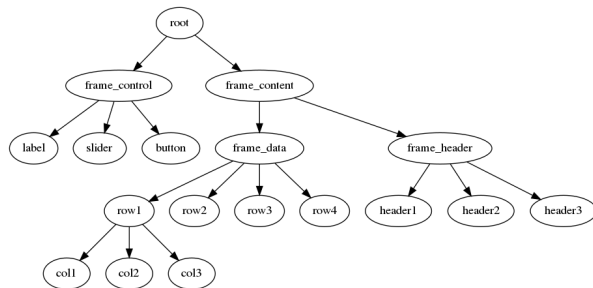 root
frame_control frame_content
label slider button frame_data frame_header
row1 row2 row3 row4 header1 header2 header3
col1 col2 col3